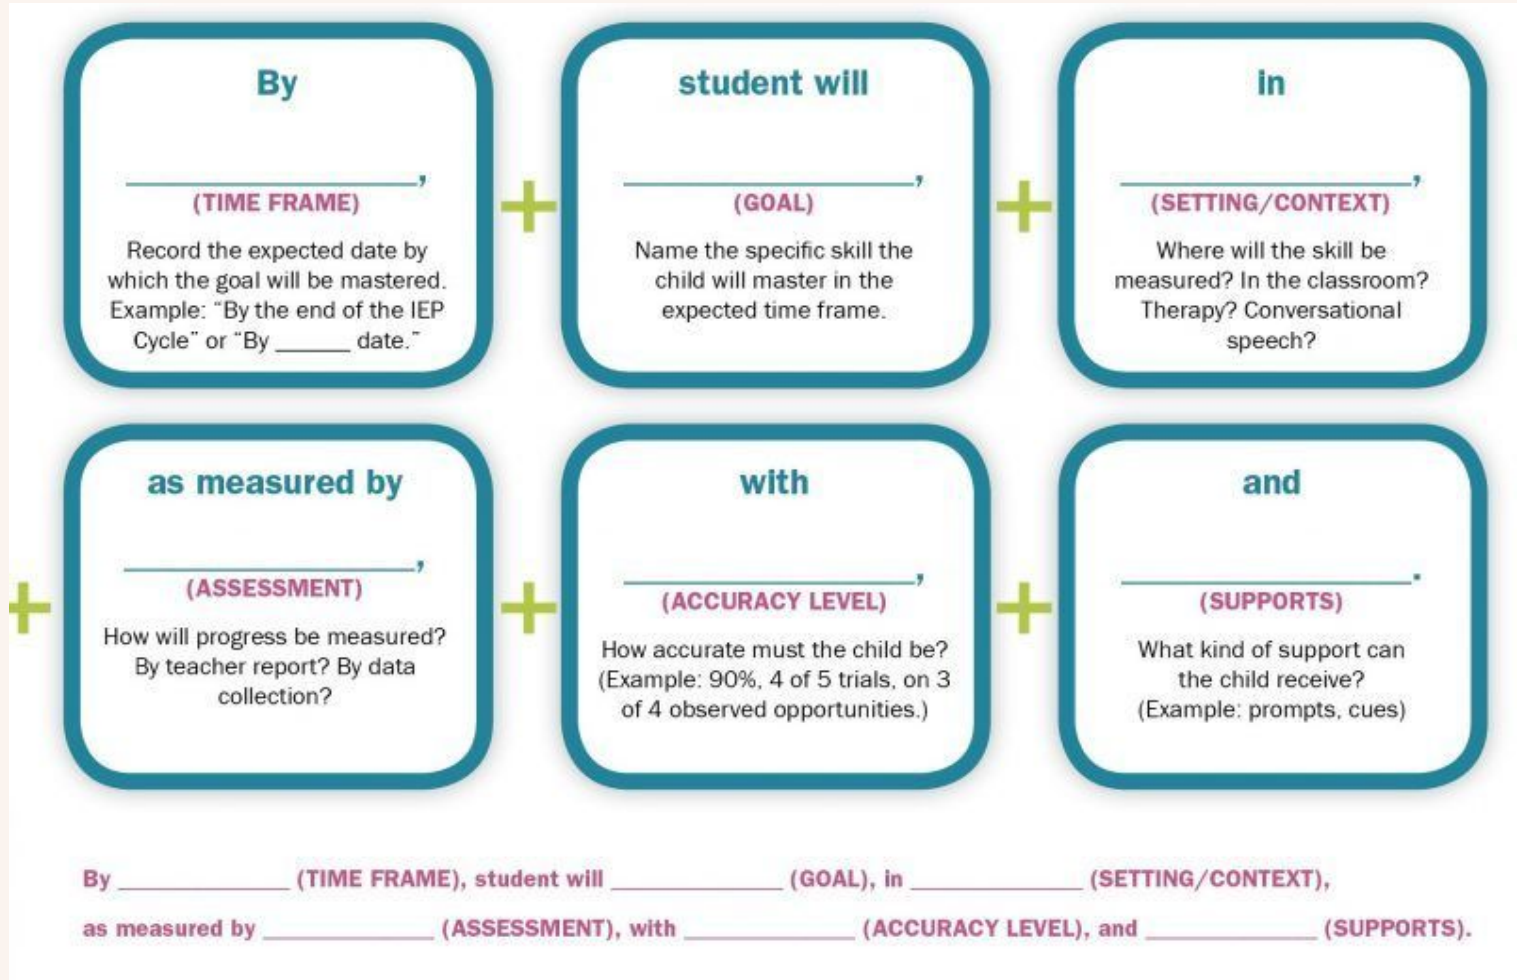 By
____________________,
(TIME FRAME)
Record the expected date by
which the goal will be mastered.
Example: “By the end of the IEP
Cycle” or “By ______ date.”
+
student will
____________________,
(GOAL)
Name the specific skill the
child will master in the
expected time frame.
+
in
____________________,
(SETTING/CONTEXT)
Where will the skill be
measured? In the classroom?
Therapy? Conversational
speech?
+
as measured by
____________________,
(ASSESSMENT)
How will progress be measured?
By teacher report? By data
collection?
+
with
____________________,
(ACCURACY LEVEL)
How accurate must the child be?
(Example: 90%, 4 of 5 trials, on 3
of 4 observed opportunities.)
+
and
____________________.
(SUPPORTS)
What kind of support can
the child receive?
(Example: prompts, cues)
By ______________ (TIME FRAME), student will ______________ (GOAL), in ______________ (SETTING/CONTEXT),
as measured by ______________ (ASSESSMENT), with ______________ (ACCURACY LEVEL), and ______________ (SUPPORTS).